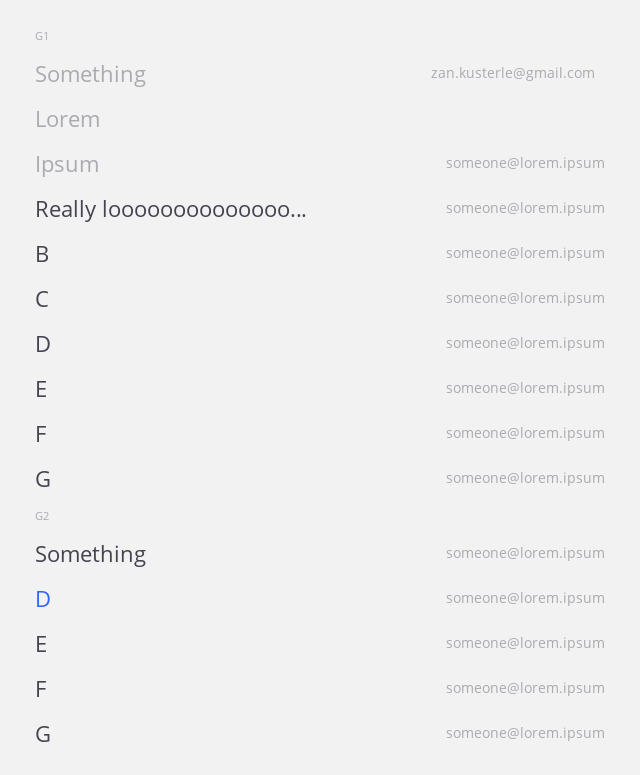 G1
Something zan.kusterle@gmail.com
Lorem
Ipsum someone@lorem.ipsum
Really loooooooooooooo... someone@lorem.ipsum
B someone@lorem.ipsum
C someone@lorem.ipsum
D someone@lorem.ipsum
E someone@lorem.ipsum
F someone@lorem.ipsum
G someone@lorem.ipsum
G2
Something someone@lorem.ipsum
D someone@lorem.ipsum
E someone@lorem.ipsum
F someone@lorem.ipsum
G someone@lorem.ipsum